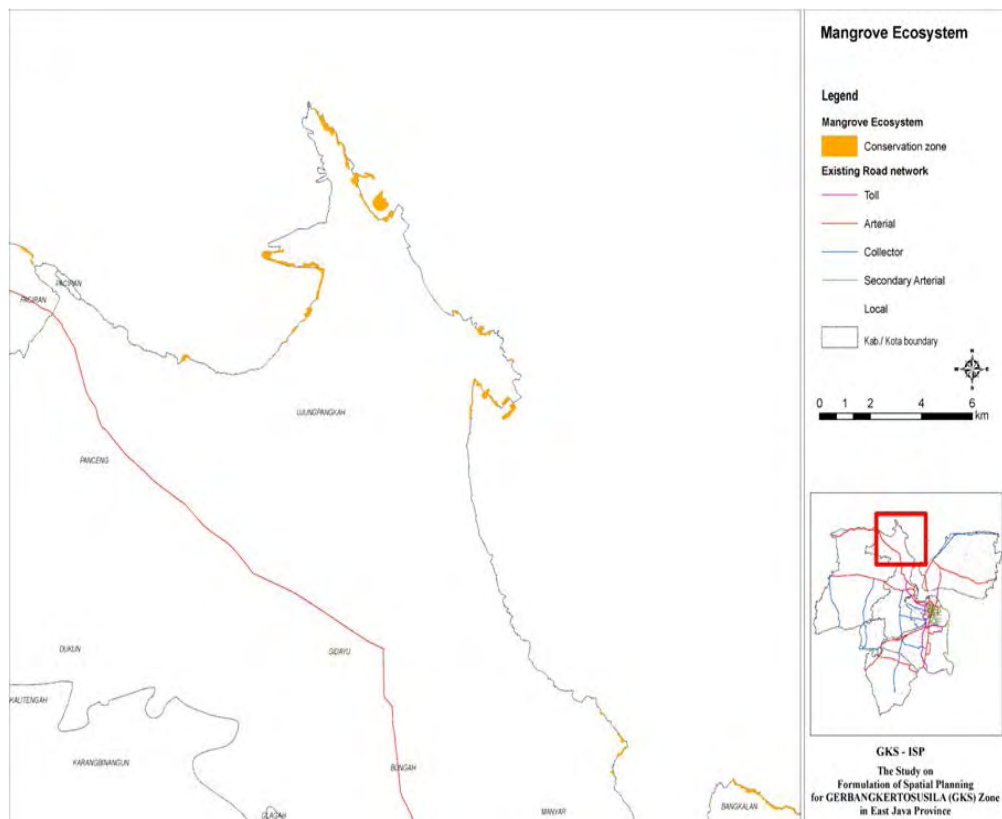 Mangrove Ecosystem
Legend
Mangrove Ecosystem
Conservation zone
Existing Road network
Toll
Arterial
Collector
Secondary Arterial
Local
Kab./ Kota boundary
N
W E
S
0 1 2 4 6
km
PACIRAN
PACIRAN
UJUNGPANGKAH
PANCENG
DUKUN
SIDAYU
KALITENGAH
KARANGBINANGUN
BUNGAH
GLAGAH
MANYAR
BANGKALAN
GKS - ISP
The Study on
Formulation of Spatial Planning
for GERBANGKERTOSUSILA (GKS) Zone
in East Java Province